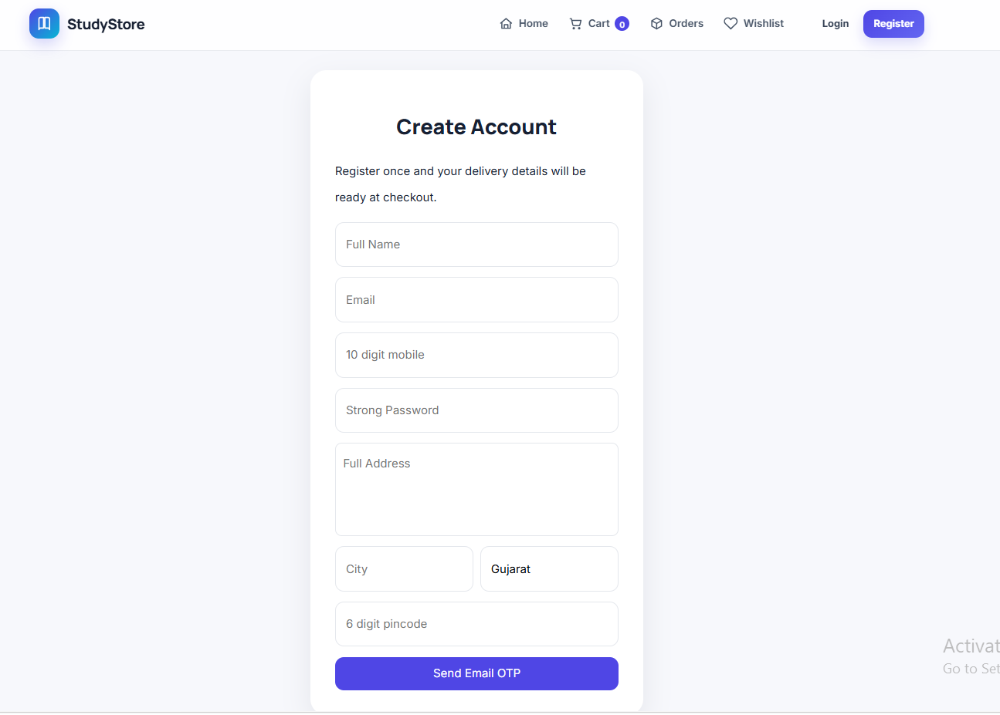 StudyStore
Home
Cart 0
Orders
Wishlist
Login
Register
Create Account
Register once and your delivery details will be
ready at checkout.
Full Name
Email
10 digit mobile
Strong Password
Full Address
City
Gujarat
6 digit pincode
Send Email OTP
Activat
Go to Set